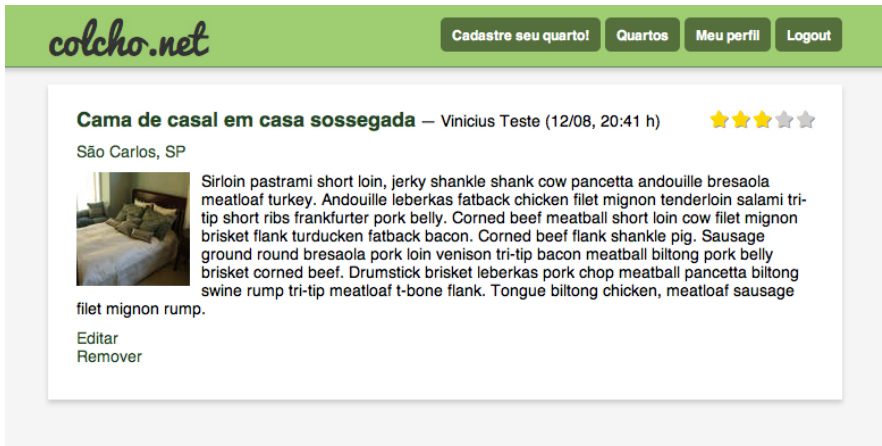 colcho.net
Cadastre seu quarto! Quartos Meu perfil Logout
Cama de casal em casa sossegada — Vinicius Teste (12/08, 20:41 h)
São Carlos, SP
Sirloin pastrami short loin, jerky shankle shank cow pancetta andouille bresaola
meatloaf turkey. Andouille leberkas fatback chicken filet mignon tenderloin salami tri-
tip short ribs frankfurter pork belly. Corned beef meatball short loin cow filet mignon
brisket flank turducken fatback bacon. Corned beef flank shankle pig. Sausage
ground round bresaola pork loin venison tri-tip bacon meatball biltong pork belly
brisket corned beef. Drumstick brisket leberkas pork chop meatball pancetta biltong
swine rump tri-tip meatloaf t-bone flank. Tongue biltong chicken, meatloaf sausage
filet mignon rump.
Editar
Remover